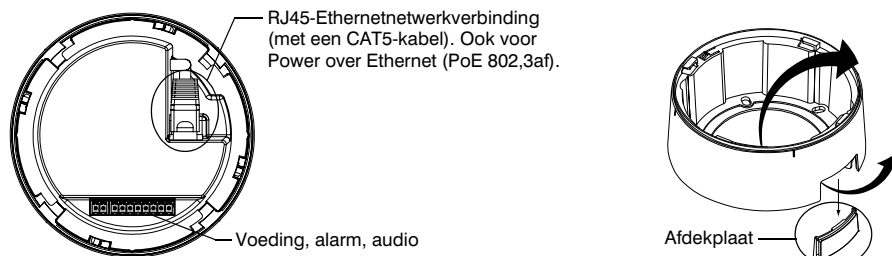 RJ45-Ethernetnetwerkverbinding
(met een CAT5-kabel). Ook voor
Power over Ethernet (PoE 802,3af).
Voeding, alarm, audio
Afdekplaat